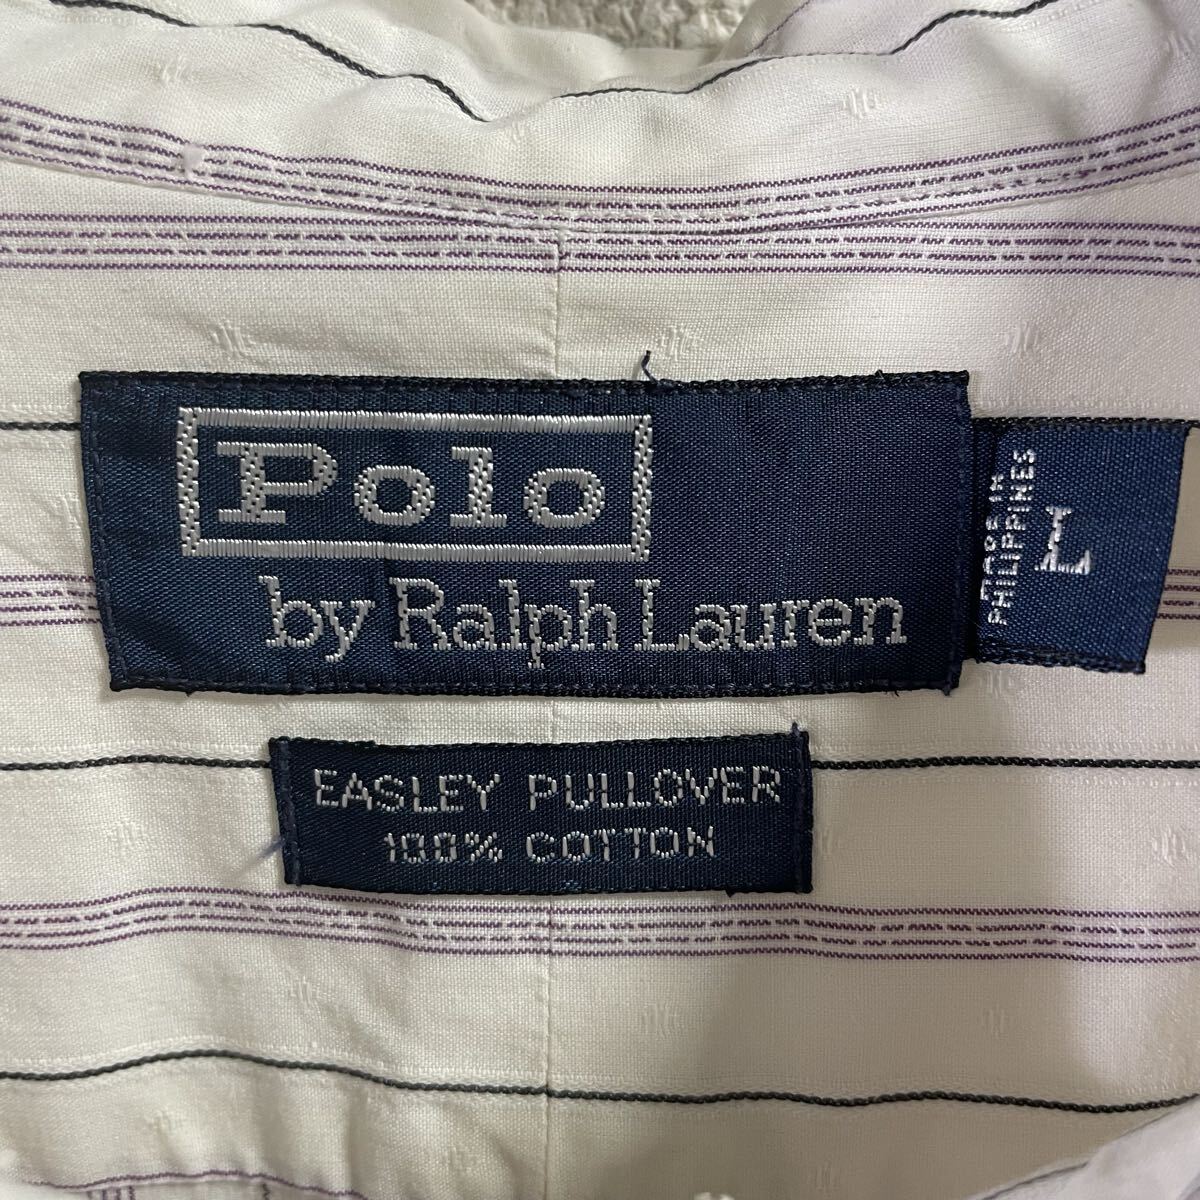 Polo
by Ralph Lauren
MADE IN
PHILIPPINES
L
EASLEY PULLOVER
100% COTTON